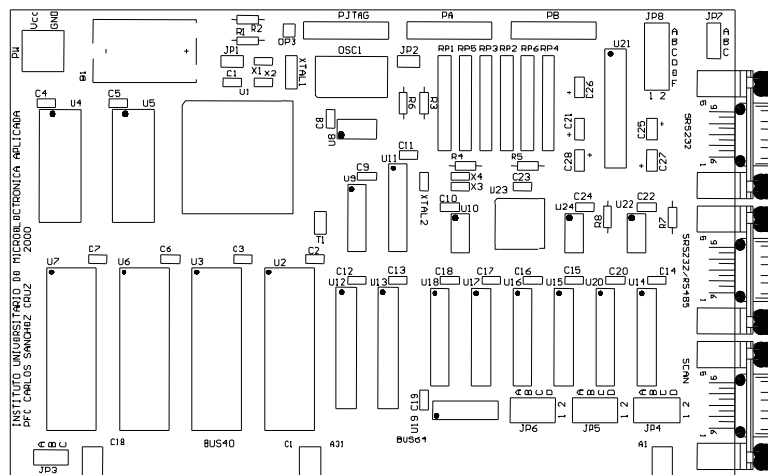 Vcc GND
PW
B1
R2
R1
PJTAG
PA
PB
JP8
JP7
A B C D E F
A B C
1 2
OP3
JP1
OSC1
JP2
RP1 RP5 RP3 RP2 RP6 RP4
U21
C1
X1 X2
XTAL1
C4
U4
C5
U5
U1
C26
R6
R3
C21
C25
SRS232
C28
C27
U8
C11
U11
R4
R5
C9
U9
X4
X3
XTAL2
C23
U23
T1
C10
U10
C24
U24
R8
C22
U22
R7
SRS232/RS485
INSTITUTO UNIVERSITARIO DE MICROELECTRONICA APLICADA
2000
PFC CARLOS SANCHEZ CRUZ
C7
U7
C6
U6
C3
U3
C2
U2
C12
U12
C13
U13
C18
U18
C17
U17
C16
U16
C15
U15
C20
U20
C14
U14
SCAN
C19
U19
A B C D
1 2
JP6
A B C D
1 2
JP5
A B C D
1 2
JP4
A B C
JP3
C18
BUS40
C1
A31
BUS64
A1